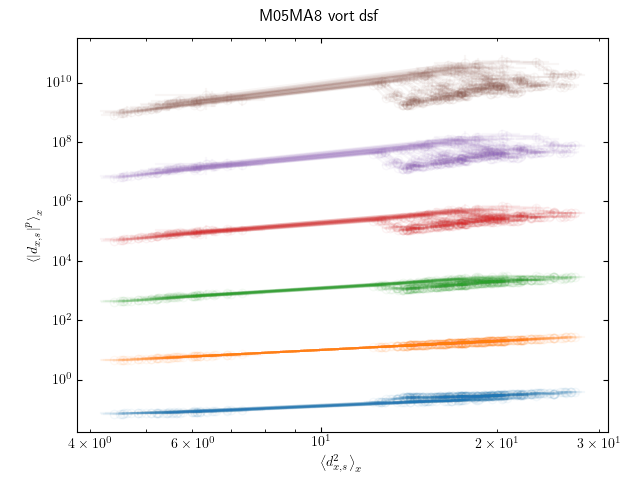 M05MA8 vort dsf
10^10
10^8
10^6
10^4
10^2
10^0
⟨|d_{x,s}|^p⟩_x
4 × 10^0
6 × 10^0
10^1
2 × 10^1
3 × 10^1
⟨d^2_{x,s}⟩_x